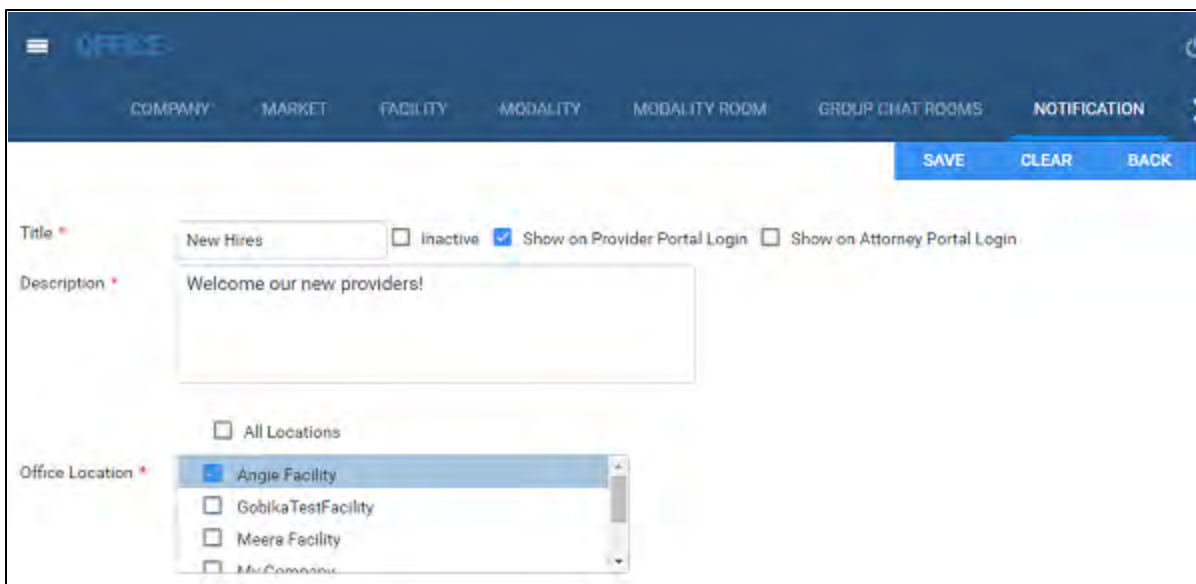 OFFICE
COMPANY MARKET FACILITY MODALITY MODALITY ROOM GROUP CHAT ROOMS NOTIFICATION
SAVE CLEAR BACK
Title * New Hires Inactive Show on Provider Portal Login Show on Attorney Portal Login
Description * Welcome our new providers!
All Locations
Office Location * Angie Facility
GobikaTestFacility
Meera Facility
My Company